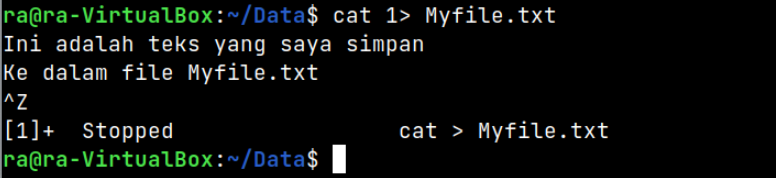 ra@ra-VirtualBox:~/Data$ cat 1> Myfile.txt
Ini adalah teks yang saya simpan
Ke dalam file Myfile.txt
^Z
[1]+  Stopped                 cat > Myfile.txt
ra@ra-VirtualBox:~/Data$